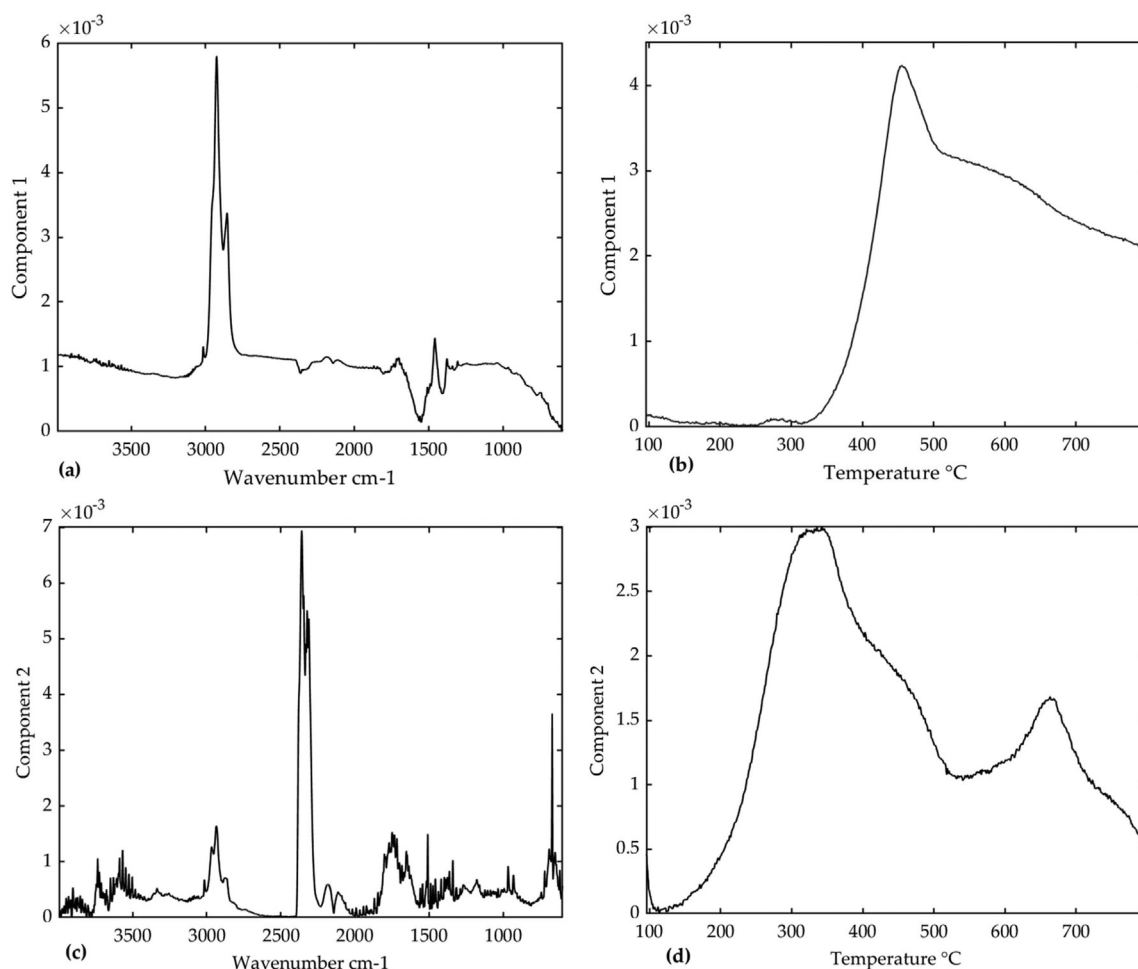 ×10⁻³
6
5
4
3
2
1
0
Component 1
3500 3000 2500 2000 1500 1000
(a)
Wavenumber cm-1
×10⁻³
4
3
2
1
0
Component 1
100 200 300 400 500 600 700
(b)
Temperature °C
×10⁻³
7
6
5
4
3
2
1
0
Component 2
3500 3000 2500 2000 1500 1000
(c)
Wavenumber cm-1
×10⁻³
3
2.5
2
1.5
1
0.5
0
Component 2
100 200 300 400 500 600 700
(d)
Temperature °C